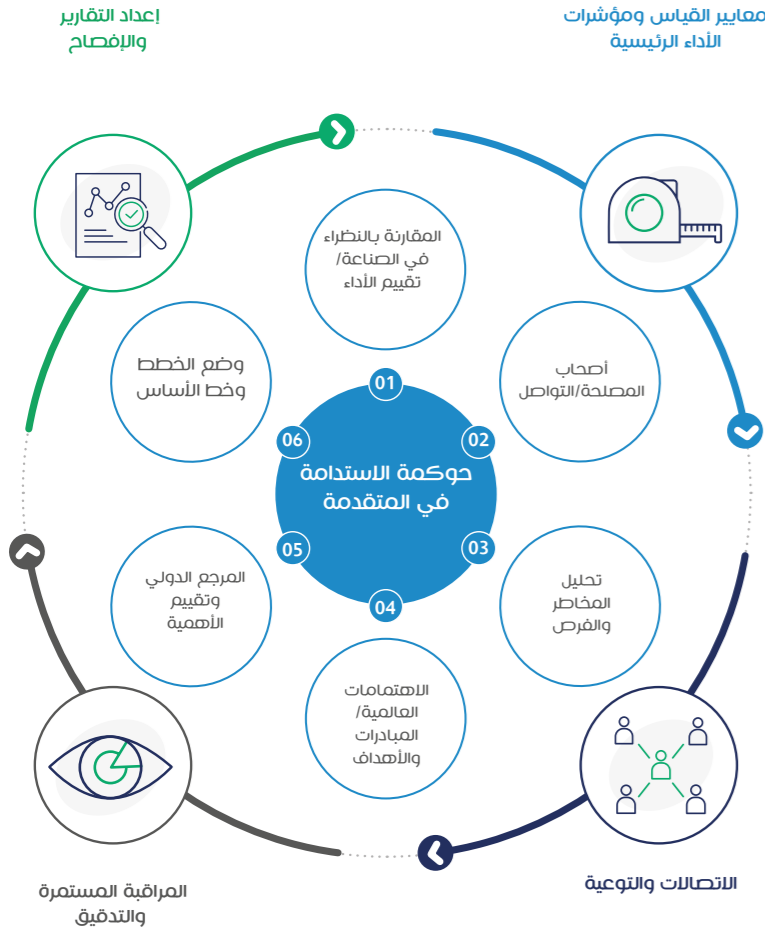 معايير القياس ومؤشرات
الأداء الرئيسية
إعداد التقارير
والإفصاح
المقارنة بالنظراء
في الصناعة/
تقييم الأداء
أصحاب
المصلحة/التواصل
تحليل
المخاطر
والفرص
الاهتمامات
العالمية/
المبادرات
والأهداف
المرجع الدولي
وتقييم
الأهمية
وضع الخطط
وخط الأساس
01
02
03
04
05
06
حوكمة الاستدامة
في المتقدمة
الاتصالات والتوعية
المراقبة المستمرة
والتدقيق